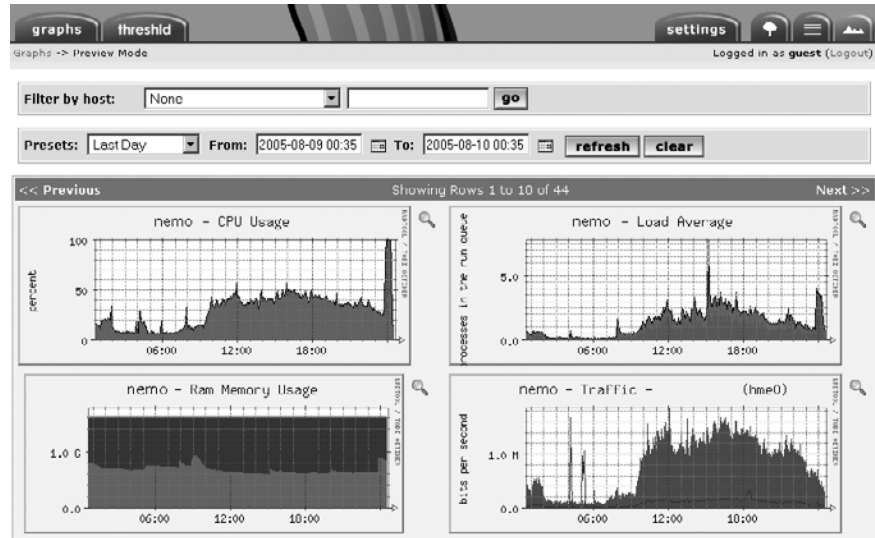 graphs threshld settings
Graphs -> Preview Mode Logged in as guest (Logout)
Filter by host: None go
Presets: Last Day From: 2005-08-09 00:35 To: 2005-08-10 00:35 refresh clear
<< Previous Showing Rows 1 to 10 of 44 Next >>
nemo - CPU Usage
percent
100
50
0
06:00 12:00 18:00
nemo - Load Average
processes in the run queue
5.0
0.0
06:00 12:00 18:00
nemo - Ram Memory Usage
1.0 G
0.0
06:00 12:00 18:00
nemo - Traffic - (hme0)
bits per second
1.0 M
0.0
06:00 12:00 18:00